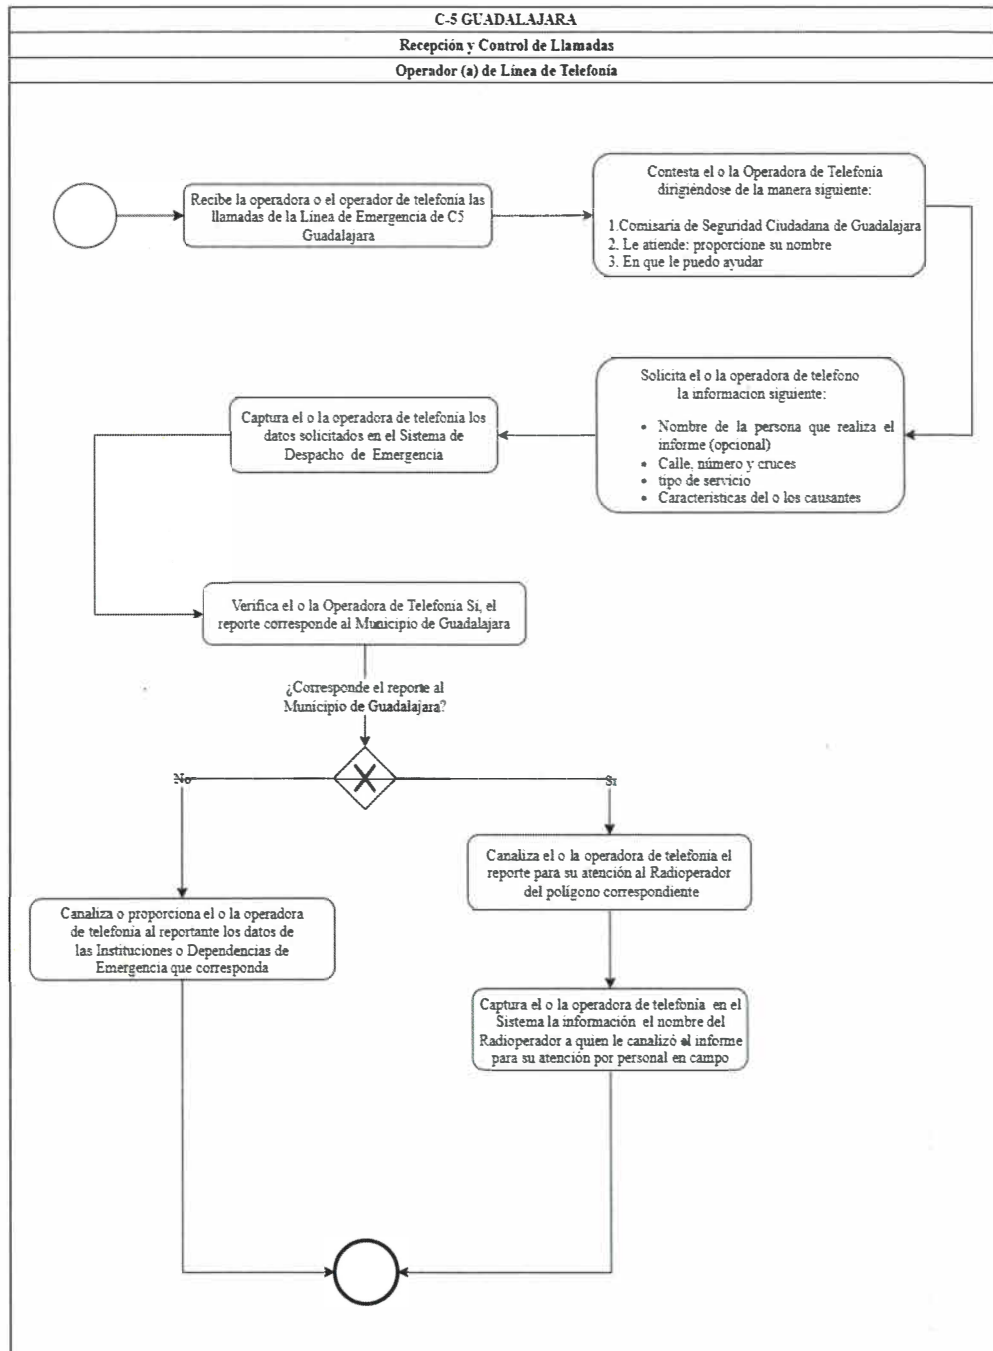 C-5 GUADALAJARA
Recepción y Control de Llamadas
Operador (a) de Línea de Telefonía
Recibe la operadora o el operador de telefonia las
llamadas de la Línea de Emergencia de C5
Guadalajara
Contesta el o la Operadora de Telefonía
dirigiéndose de la manera siguiente:
1.Comisaría de Seguridad Ciudadana de Guadalajara
2. Le atiende: proporcione su nombre
3. En que le puedo ayudar
Solicita el o la operadora de telefono
la informacion siguiente:
• Nombre de la persona que realiza el
informe (opcional)
• Calle, número y cruces
• tipo de servicio
• Caracteristicas del o los causantes
Captura el o la operadora de telefonia los
datos solicitados en el Sistema de
Despacho de Emergencia
Verifica el o la Operadora de Telefonia Si, el
reporte corresponde al Municipio de Guadalajara
¿Corresponde el reporte al
Municipio de Guadalajara?
No
Si
Canaliza el o la operadora de telefonia el
reporte para su atención al Radioperador
del polígono correspondiente
Canaliza o proporciona el o la operadora
de telefonia al reportante los datos de
las Instituciones o Dependencias de
Emergencia que corresponda
Captura el o la operadora de telefonía en el
Sistema la información el nombre del
Radioperador a quien le canalizó el informe
para su atención por personal en campo